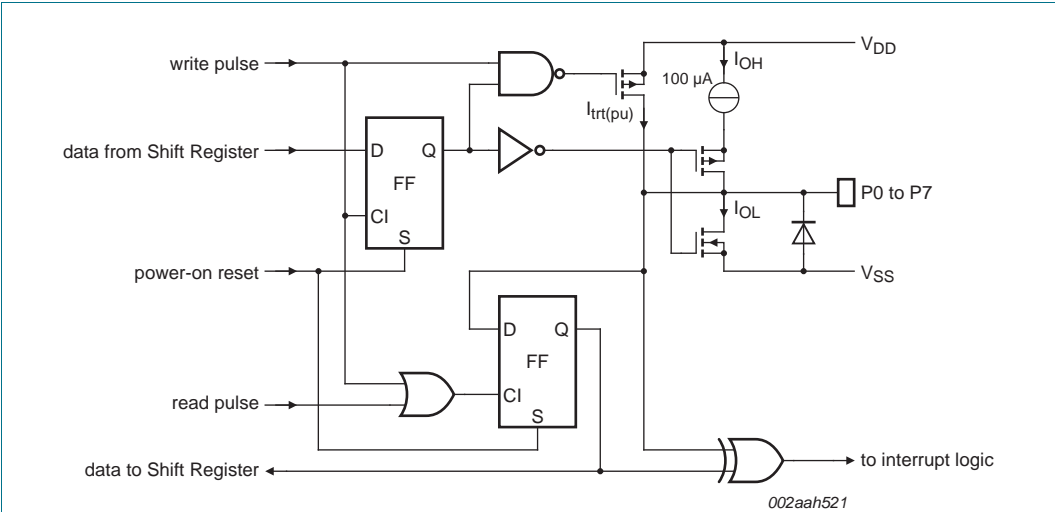 write pulse
data from Shift Register
power-on reset
read pulse
data to Shift Register
D Q
FF
CI
S
D Q
FF
CI
S
I_trt(pu)
100 μA
I_OH
V_DD
I_OL
P0 to P7
V_SS
to interrupt logic
002aah521